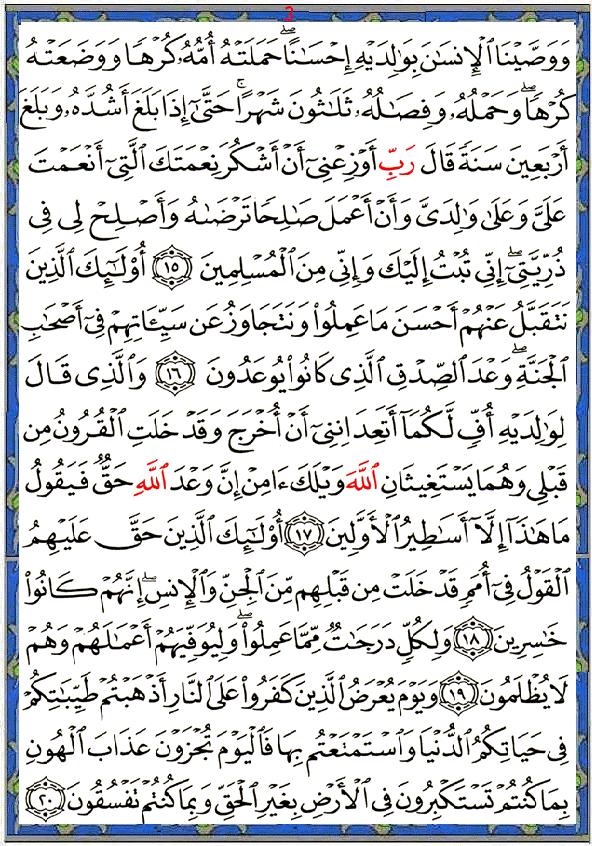 3
وَوَصَّيۡنَا ٱلۡإِنسَٰنَ بِوَٰلِدَيۡهِ إِحۡسَٰنًاۖ حَمَلَتۡهُ أُمُّهُۥ كُرۡهٗا وَوَضَعَتۡهُ
كُرۡهٗاۖ وَحَمۡلُهُۥ وَفِصَٰلُهُۥ ثَلَٰثُونَ شَهۡرًاۚ حَتَّىٰٓ إِذَا بَلَغَ أَشُدَّهُۥ وَبَلَغَ
أَرۡبَعِينَ سَنَةٗ قَالَ رَبِّ أَوۡزِعۡنِيٓ أَنۡ أَشۡكُرَ نِعۡمَتَكَ ٱلَّتِيٓ أَنۡعَمۡتَ
عَلَيَّ وَعَلَىٰ وَٰلِدَيَّ وَأَنۡ أَعۡمَلَ صَٰلِحٗا تَرۡضَىٰهُ وَأَصۡلِحۡ لِي فِي
ذُرِّيَّتِيٓۖ إِنِّي تُبۡتُ إِلَيۡكَ وَإِنِّي مِنَ ٱلۡمُسۡلِمِينَ ١٥ أُوْلَٰٓئِكَ ٱلَّذِينَ
نَتَقَبَّلُ عَنۡهُمۡ أَحۡسَنَ مَا عَمِلُواْ وَنَتَجَاوَزُ عَن سَيِّـَٔاتِهِمۡ فِيٓ أَصۡحَٰبِ
ٱلۡجَنَّةِۖ وَعۡدَ ٱلصِّدۡقِ ٱلَّذِي كَانُواْ يُوعَدُونَ ١٦ وَٱلَّذِي قَالَ
لِوَٰلِدَيۡهِ أُفّٖ لَّكُمَآ أَتَعِدَانِنِيٓ أَنۡ أُخۡرَجَ وَقَدۡ خَلَتِ ٱلۡقُرُونُ مِن
قَبۡلِي وَهُمَا يَسۡتَغِيثَانِ ٱللَّهَ وَيۡلَكَ ءَامِنۡ إِنَّ وَعۡدَ ٱللَّهِ حَقّٞ فَيَقُولُ
مَا هَٰذَآ إِلَّآ أَسَٰطِيرُ ٱلۡأَوَّلِينَ ١٧ أُوْلَٰٓئِكَ ٱلَّذِينَ حَقَّ عَلَيۡهِمُ
ٱلۡقَوۡلُ فِيٓ أُمَمٖ قَدۡ خَلَتۡ مِن قَبۡلِهِم مِّنَ ٱلۡجِنِّ وَٱلۡإِنسِۖ إِنَّهُمۡ كَانُواْ
خَٰسِرِينَ ١٨ وَلِكُلّٖ دَرَجَٰتٞ مِّمَّا عَمِلُواْۖ وَلِيُوَفِّيَهُمۡ أَعۡمَٰلَهُمۡ وَهُمۡ
لَا يُظۡلَمُونَ ١٩ وَيَوۡمَ يُعۡرَضُ ٱلَّذِينَ كَفَرُواْ عَلَى ٱلنَّارِ أَذۡهَبۡتُمۡ طَيِّبَٰتِكُمۡ
فِي حَيَاتِكُمُ ٱلدُّنۡيَا وَٱسۡتَمۡتَعۡتُم بِهَا فَٱلۡيَوۡمَ تُجۡزَوۡنَ عَذَابَ ٱلۡهُونِ
بِمَا كُنتُمۡ تَسۡتَكۡبِرُونَ فِي ٱلۡأَرۡضِ بِغَيۡرِ ٱلۡحَقِّ وَبِمَا كُنتُمۡ تَفۡسُقُونَ ٢٠